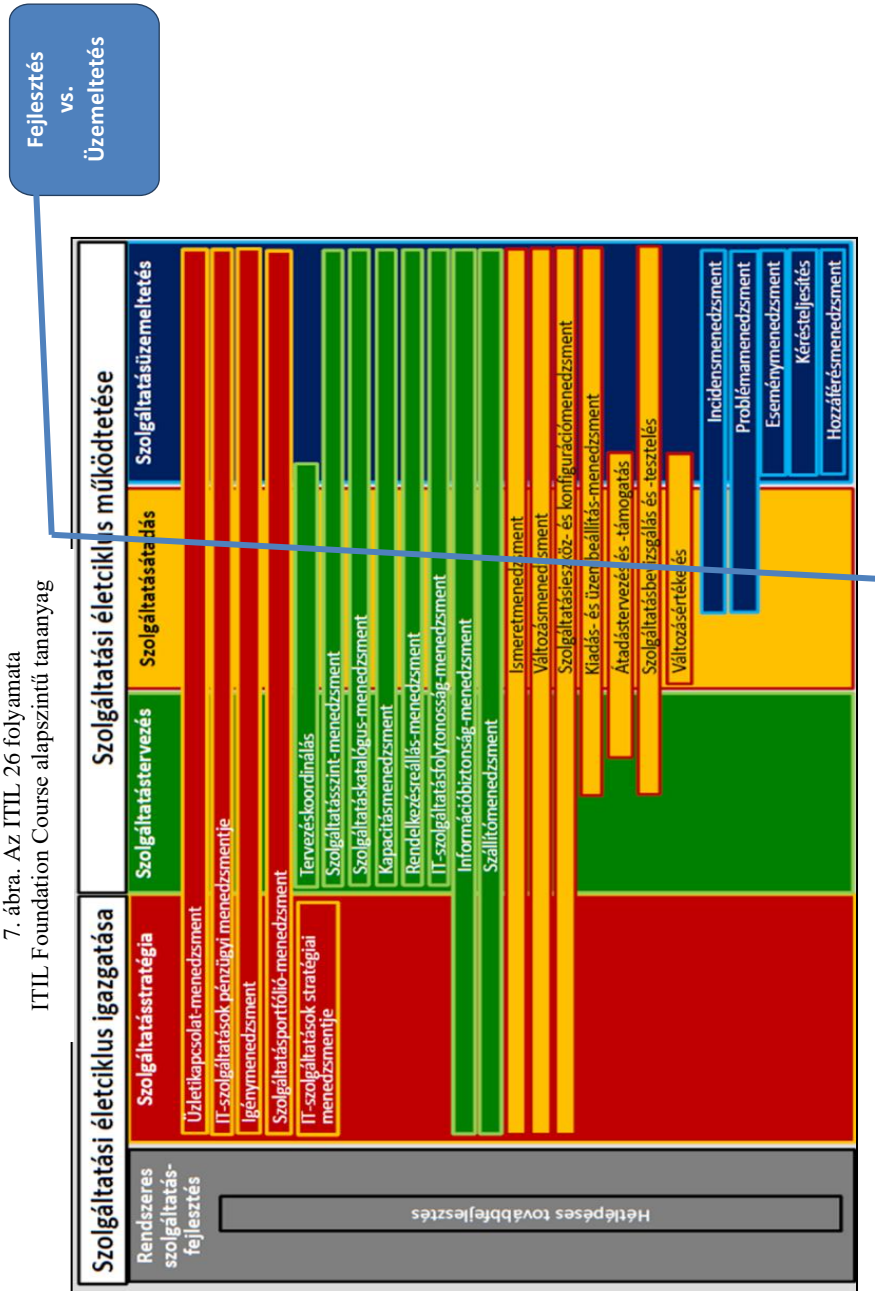 7. ábra. Az ITIL 26 folyamata
ITIL Foundation Course alapszintű tananyag
Fejlesztés
vs.
Üzemeltetés
Szolgáltatási életciklus igazgatása
Szolgáltatási életciklus működtetése
Rendszeres
szolgáltatás-
fejlesztés
Szolgáltatásstratégia
Szolgáltatástervezés
Szolgáltatásátadás
Szolgáltatásüzemeltetés
Hétlépéses továbbfejlesztés
Üzletikapcsolat-menedzsment
IT-szolgáltatások pénzügyi menedzsmentje
Igénymenedzsment
Szolgáltatásportfólió-menedzsment
IT-szolgáltatások stratégiai
menedzsmentje
Tervezéskoordinálás
Szolgáltatásszint-menedzsment
Szolgáltatáskatalógus-menedzsment
Kapacitásmenedzsment
Rendelkezésreállás-menedzsment
IT-szolgáltatásfolytonosság-menedzsment
Információbiztonság-menedzsment
Szállítómenedzsment
Ismeretmenedzsment
Változásmenedzsment
Szolgáltatásieszköz- és konfigurációmenedzsment
Kiadás- és üzembeállítás-menedzsment
Átadástervezés és -támogatás
Szolgáltatásbevizsgálás és -tesztelés
Változásértékelés
Incidensmenedzsment
Problémamenedzsment
Eseménymenedzsment
Kérésteljesítés
Hozzáférésmenedzsment